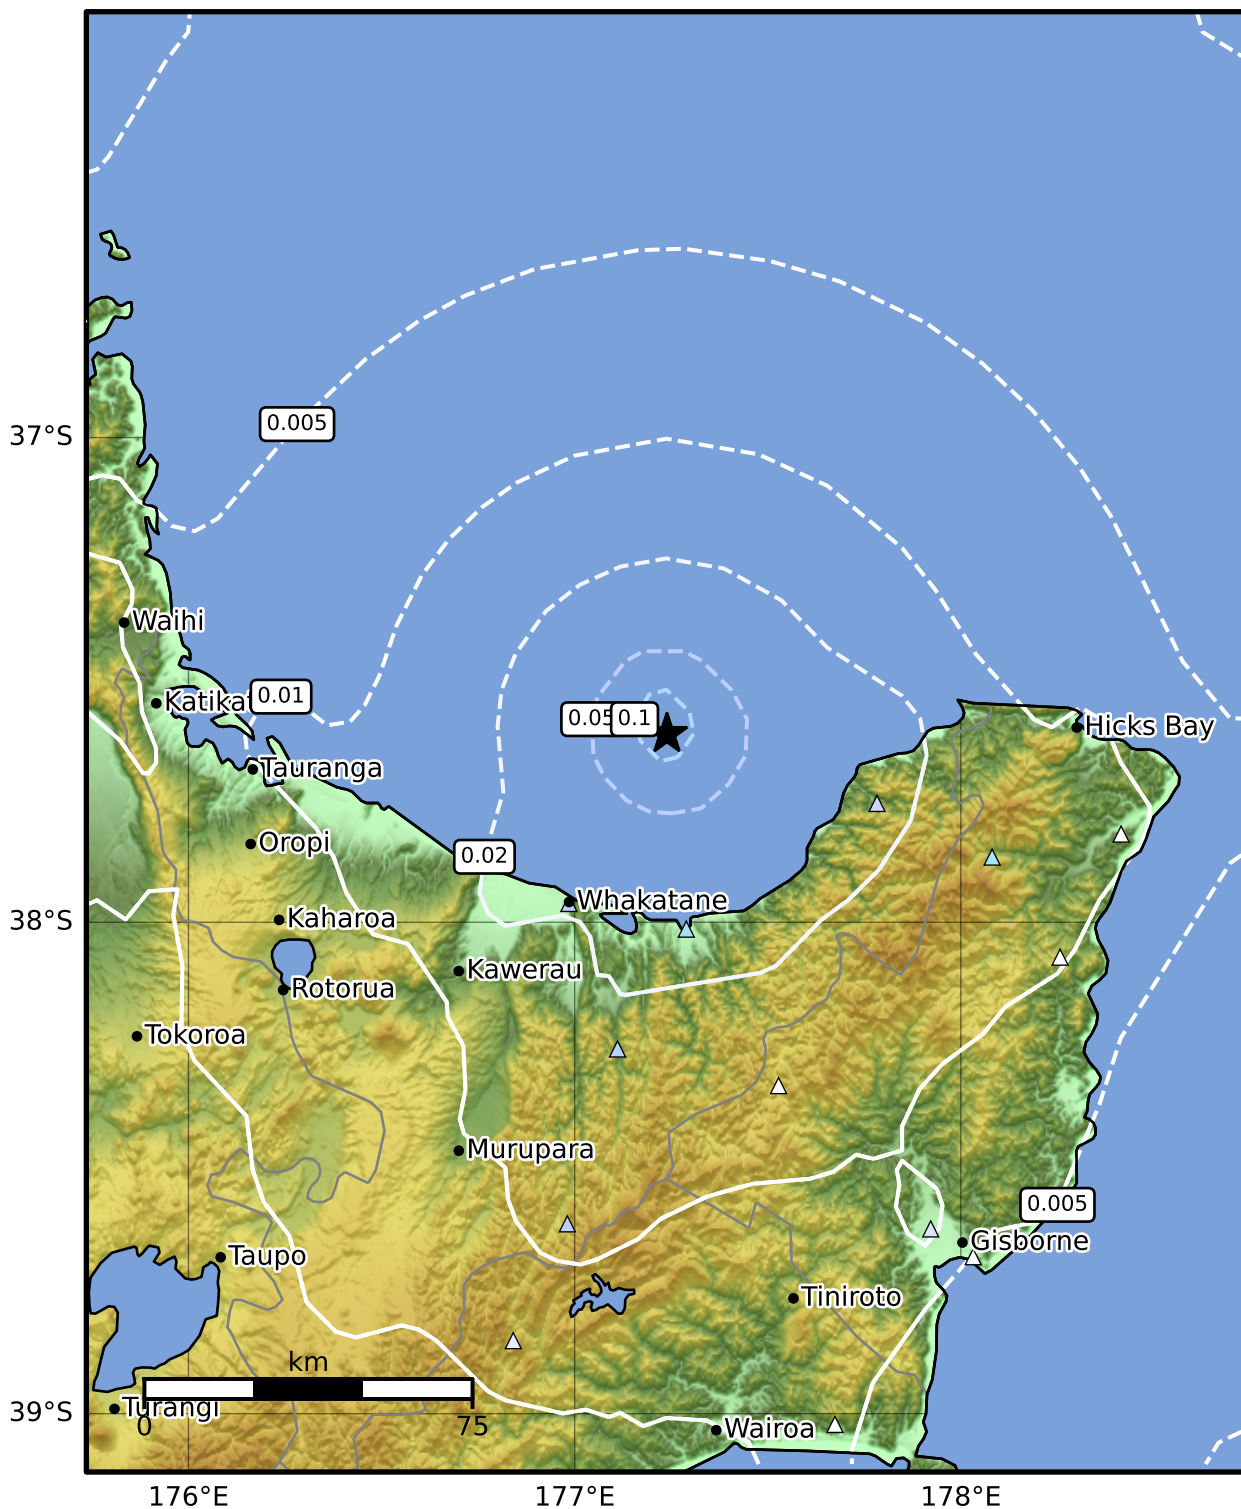 0.005
37°S
Waihi
Katikat
0.01
0.05
0.1
Hicks Bay
Tauranga
Oropi
0.02
Whakatane
38°S
Kaharoa
Kawerau
Rotorua
Tokoroa
Murupara
0.005
Gisborne
Taupo
Tiniroto
km
Turangi
0
75
39°S
Wairoa
176°E
177°E
178°E